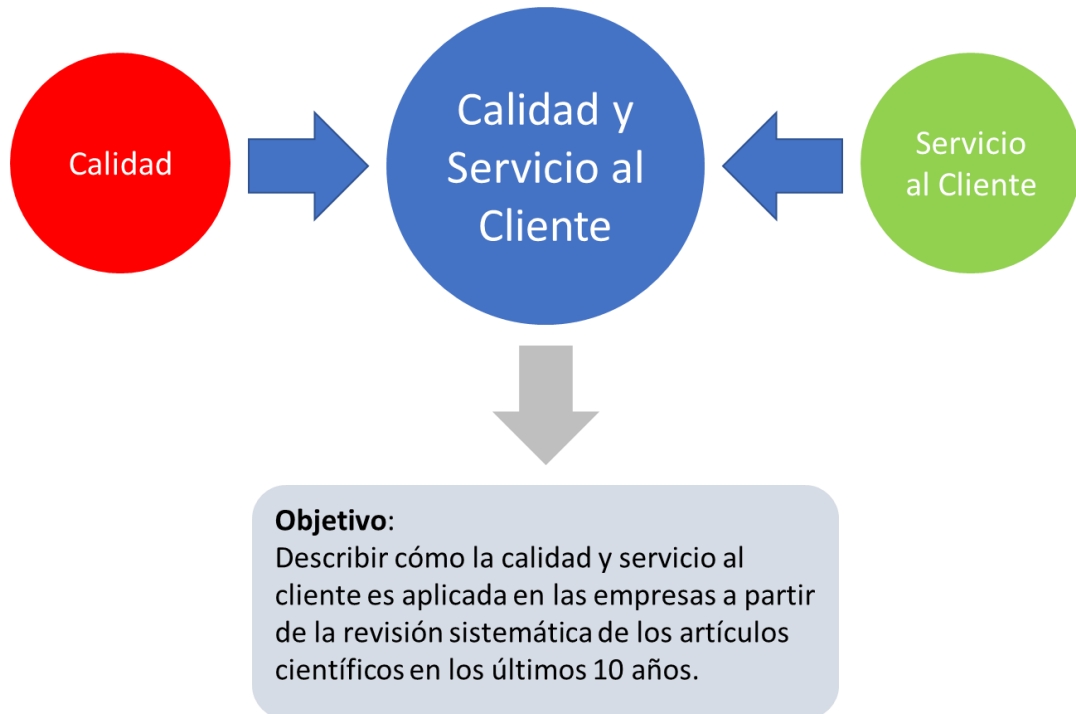 Calidad
Calidad y
Servicio al
Cliente
Servicio
al Cliente
Objetivo:
Describir cómo la calidad y servicio al
cliente es aplicada en las empresas a partir
de la revisión sistemática de los artículos
científicos en los últimos 10 años.